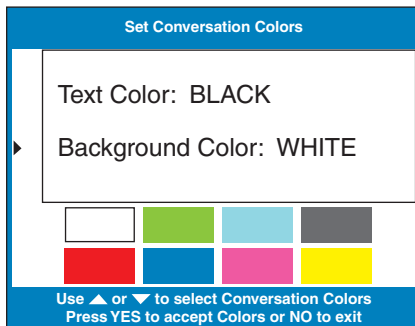 Set Conversation Colors
Text Color: BLACK
Background Color: WHITE
Use ▲ or ▼ to select Conversation Colors
Press YES to accept Colors or NO to exit